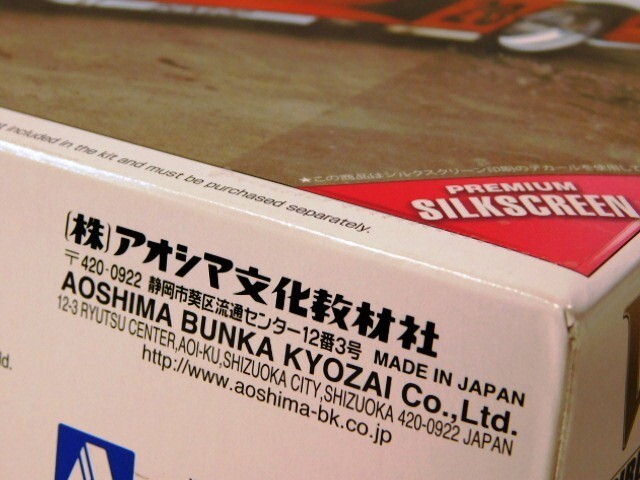 included in the kit and must be purchased separately.
★この商品はシルクスクリーン印刷のデカールを使用し
PREMIUM
SILKSCREEN
(株)アオシマ文化教材社
〒420-0922 静岡市葵区流通センター12番3号 MADE IN JAPAN
AOSHIMA BUNKA KYOZAI Co.,Ltd.
12-3 RYUTSU CENTER,AOI-KU,SHIZUOKA CITY,SHIZUOKA 420-0922 JAPAN
http://www.aoshima-bk.co.jp